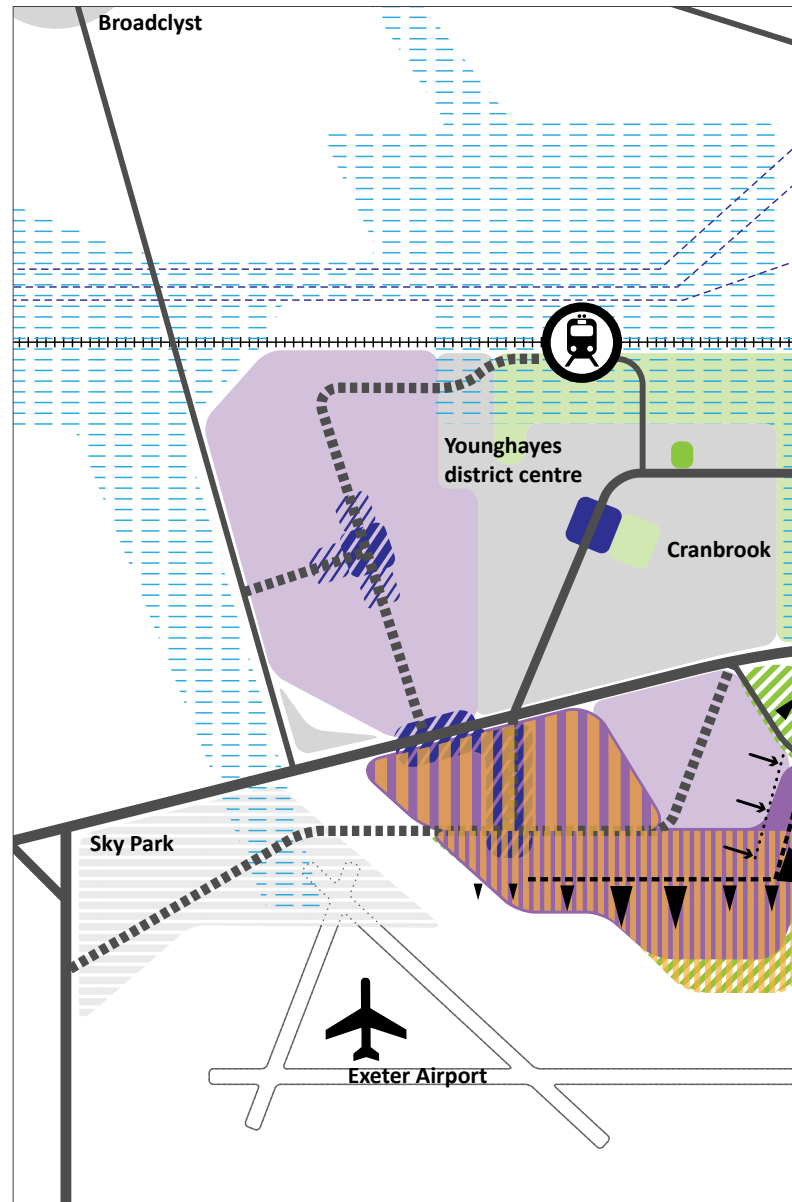 Broadclyst
Younghayes
district centre
Cranbrook
Sky Park
Exeter Airport